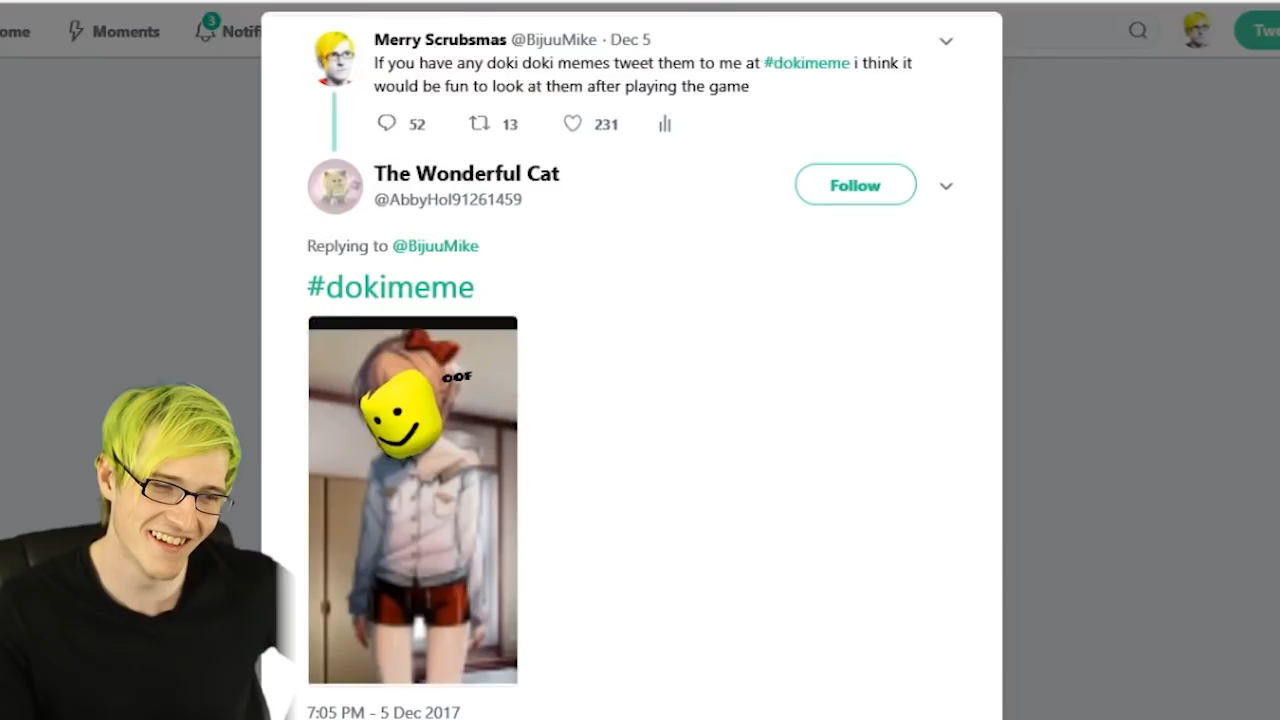 ome
Moments
3
Notifi
Twe
Merry Scrubsmas @BijuuMike · Dec 5
If you have any doki doki memes tweet them to me at #dokimeme i think it
would be fun to look at them after playing the game
52
13
231
The Wonderful Cat
@AbbyHol91261459
Follow
Replying to @BijuuMike
#dokimeme
OOF
7:05 PM - 5 Dec 2017